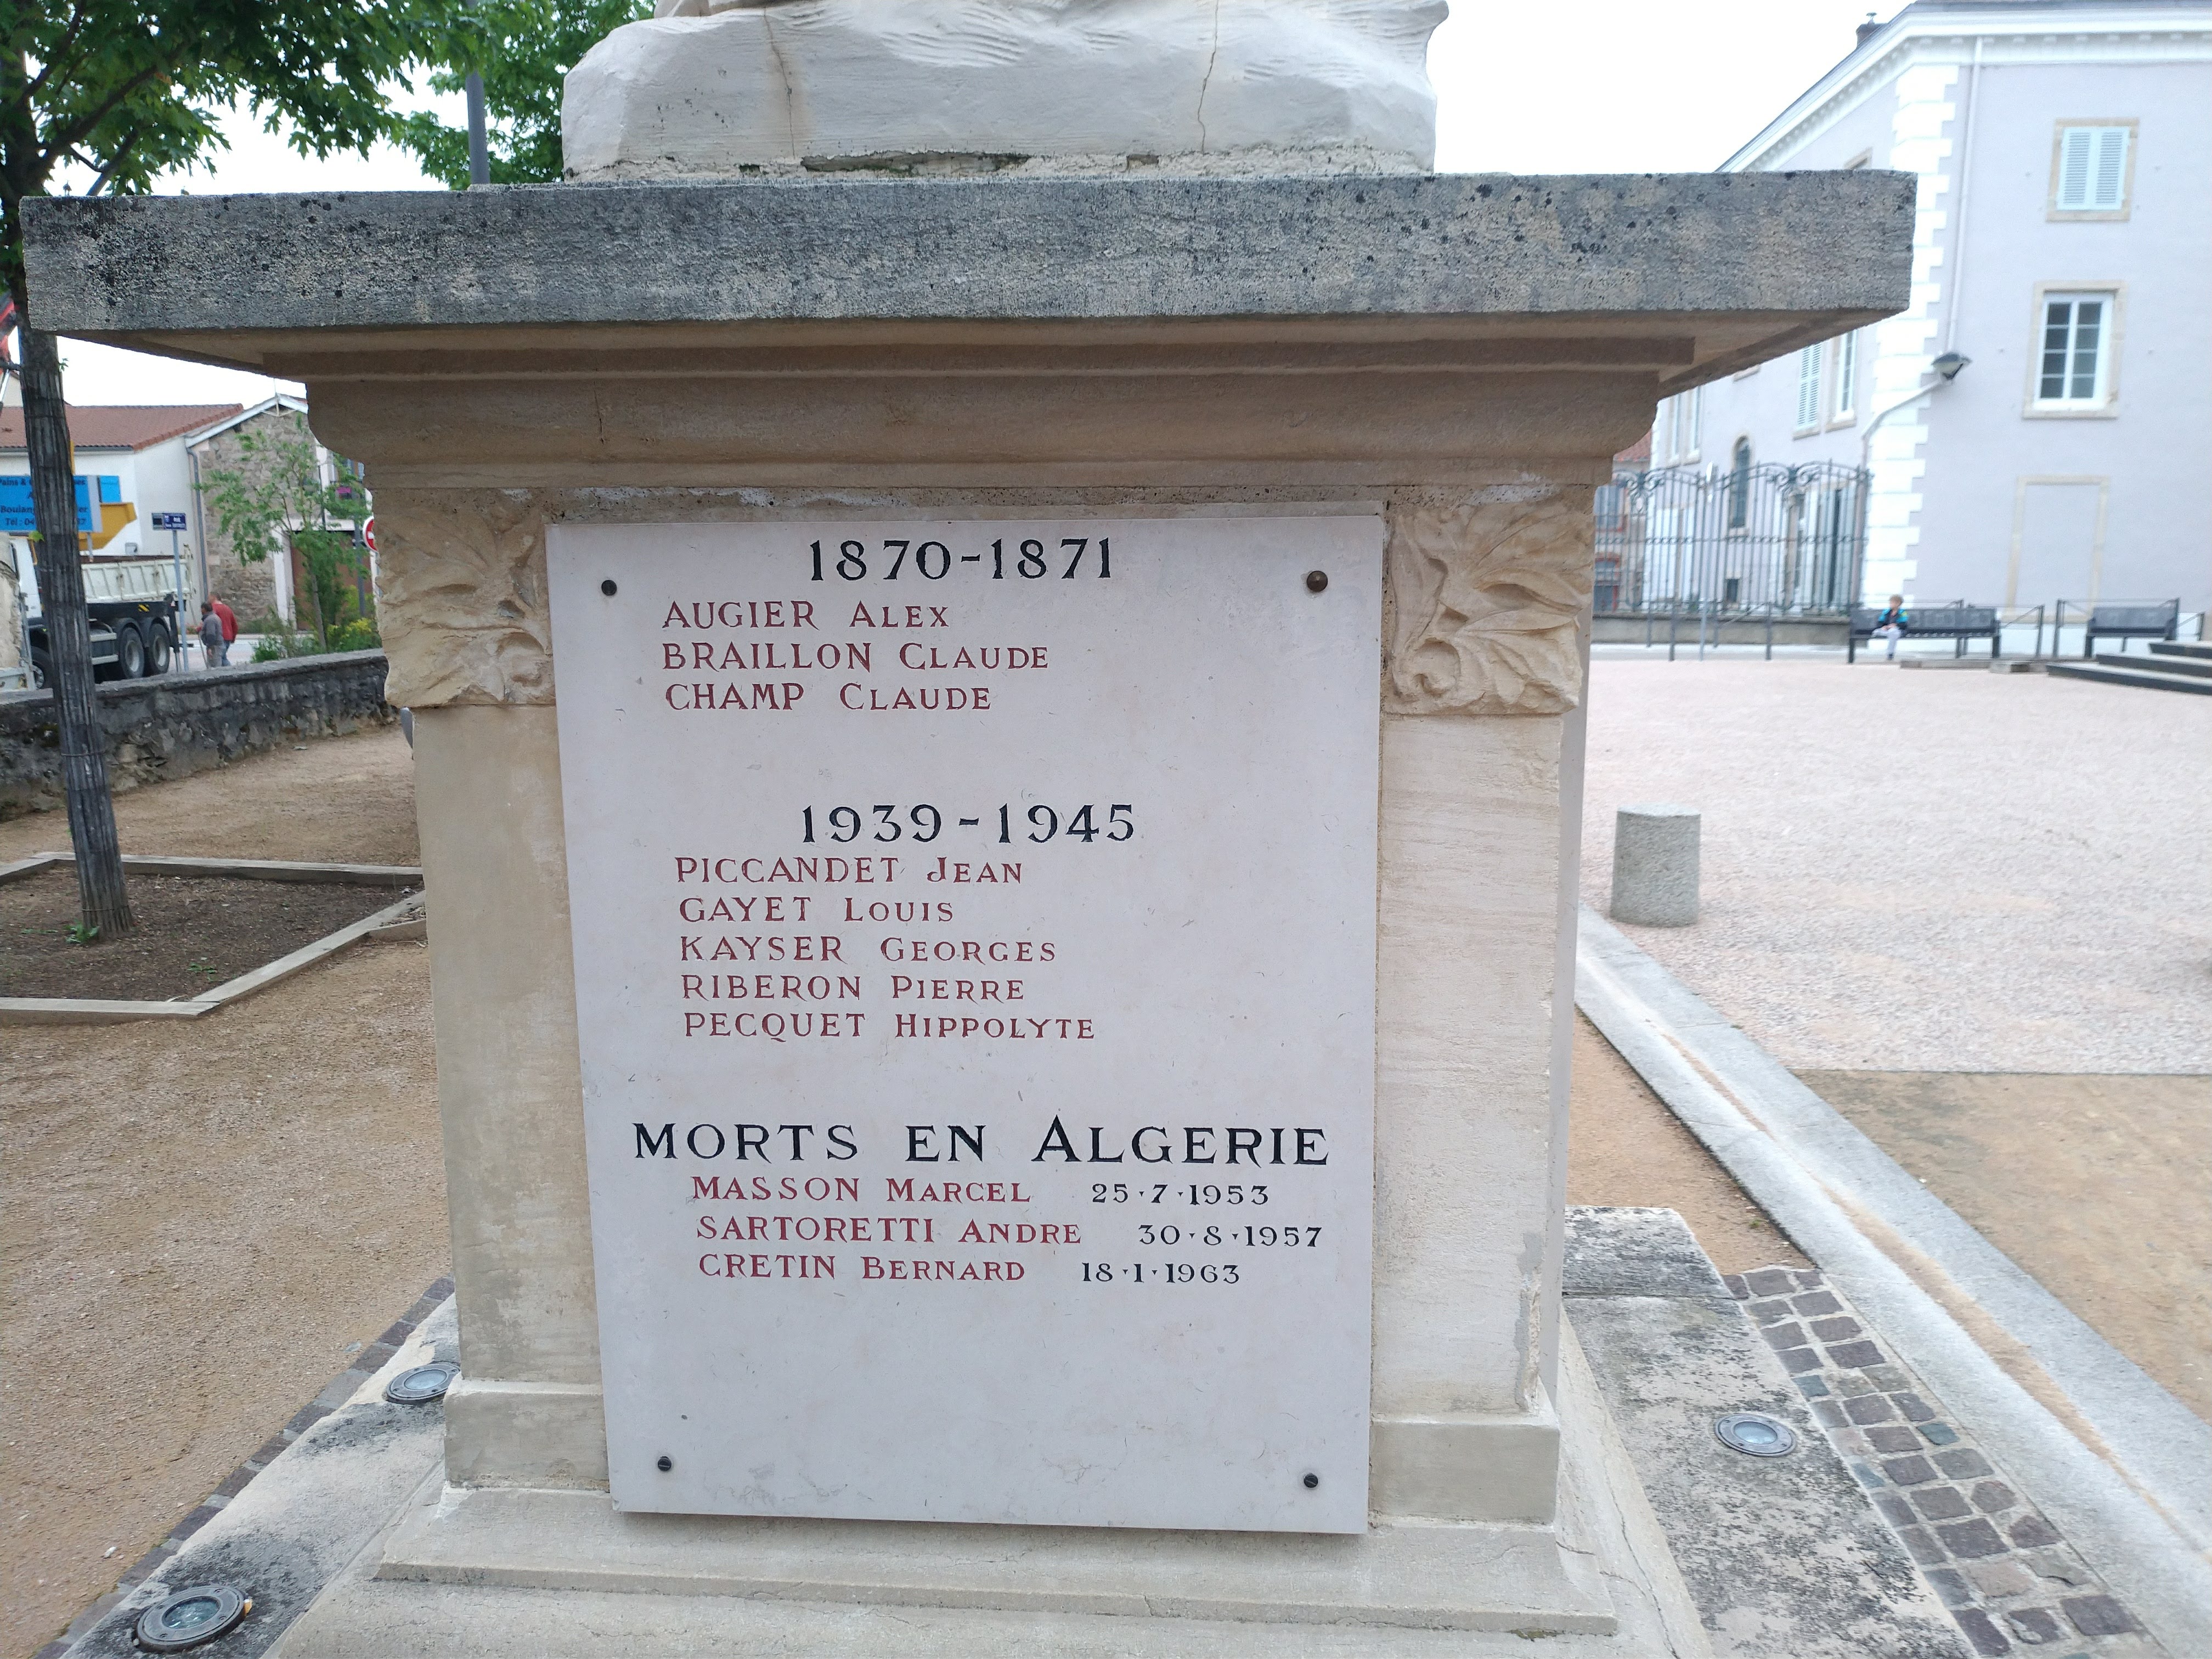 1870-1871
AUGIER ALEX
BRAILLON CLAUDE
CHAMP CLAUDE
1939-1945
PICCANDET JEAN
GAYET LOUIS
KAYSER GEORGES
RIBERON PIERRE
PECQUET HIPPOLYTE
MORTS EN ALGERIE
MASSON MARCEL 25·7·1953
SARTORETTI ANDRE 30·8·1957
CRETIN BERNARD 18·1·1963